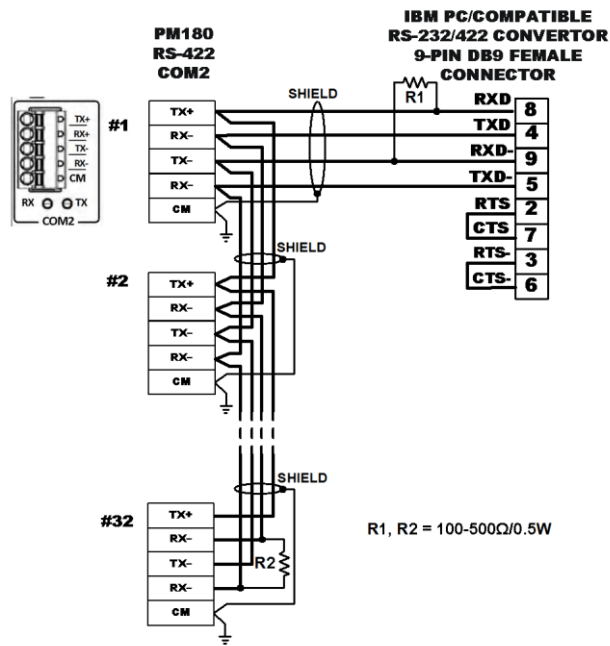 IBM PC/COMPATIBLE
RS-232/422 CONVERTOR
9-PIN DB9 FEMALE
CONNECTOR
PM180
RS-422
COM2
SHIELD
R1
#1
TX+
RX+
TX-
RX-
CM
RX
TX
COM2
TX+
RX–
TX–
RX–
CM
RXD 8
TXD 4
RXD- 9
TXD- 5
RTS 2
CTS 7
RTS- 3
CTS- 6
SHIELD
#2
TX+
RX–
TX–
RX–
CM
SHIELD
#32
TX+
RX–
TX–
RX–
CM
R2
R1, R2 = 100-500Ω/0.5W